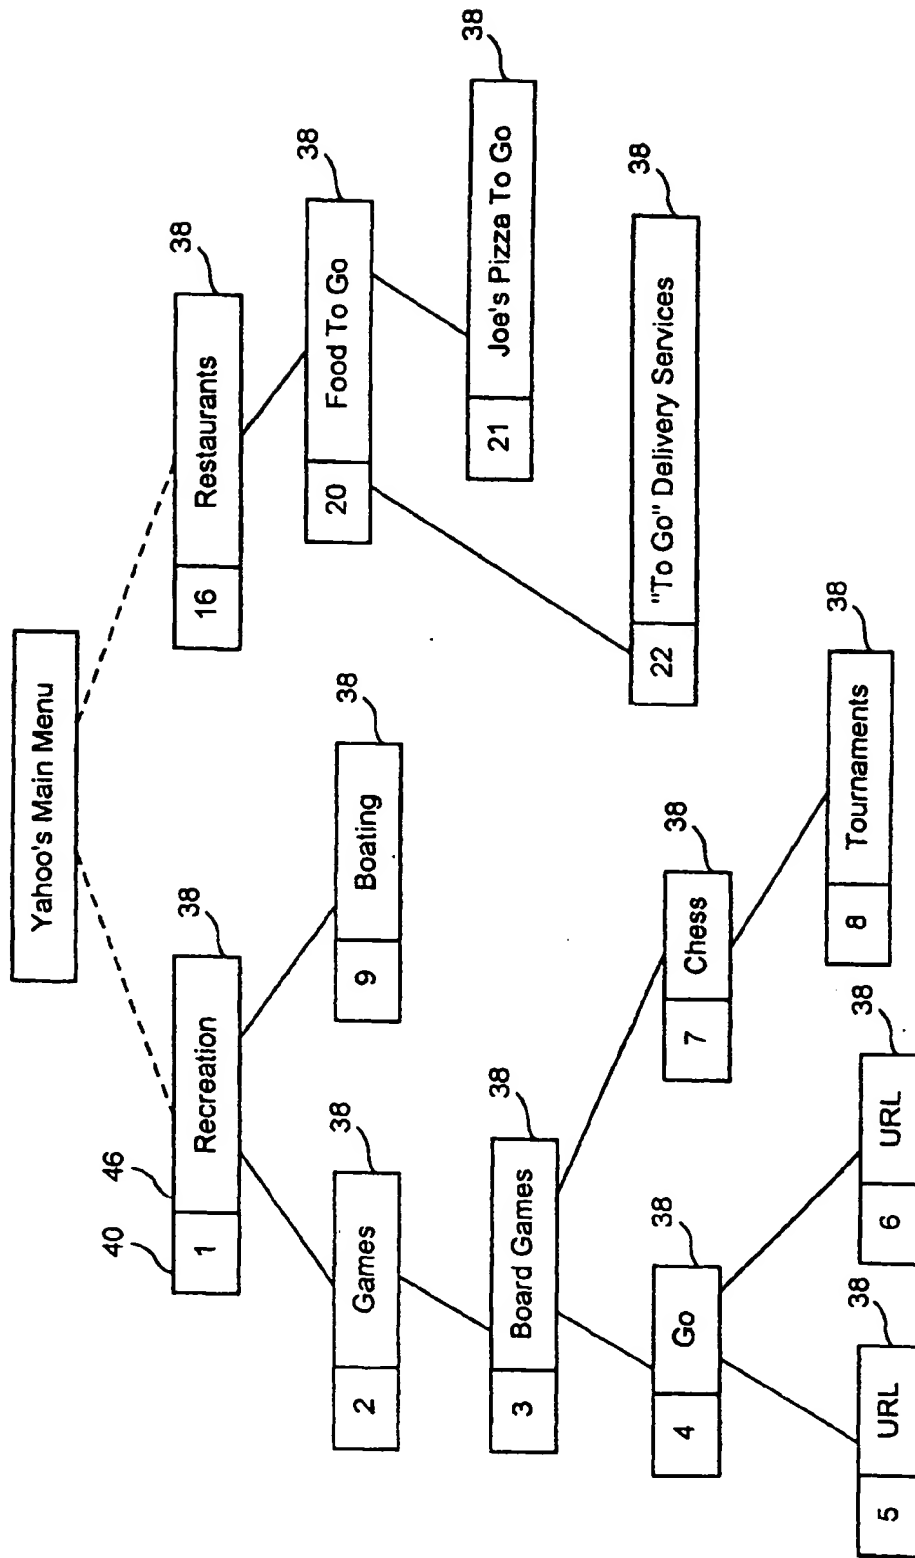 Yahoo's Main Menu
40
46
1 Recreation
38
16 Restaurants
38
2 Games
38
9 Boating
38
20 Food To Go
38
3 Board Games
38
21 Joe's Pizza To Go
38
4 Go
38
7 Chess
38
22 "To Go" Delivery Services
38
5 URL
38
6 URL
38
8 Tournaments
38